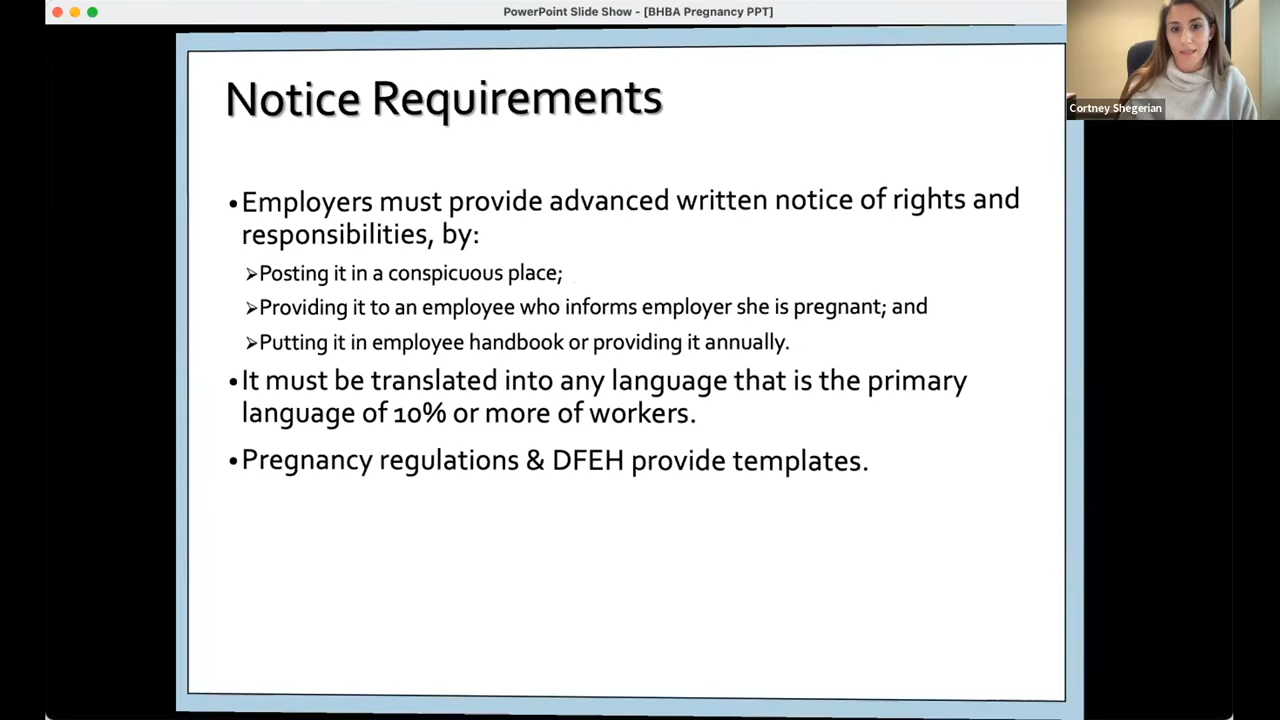 PowerPoint Slide Show - [BHBA Pregnancy PPT]
Cortney Shegerian
Notice Requirements
•Employers must provide advanced written notice of rights and
responsibilities, by:
➢Posting it in a conspicuous place;
➢Providing it to an employee who informs employer she is pregnant; and
➢Putting it in employee handbook or providing it annually.
•It must be translated into any language that is the primary
language of 10% or more of workers.
•Pregnancy regulations & DFEH provide templates.